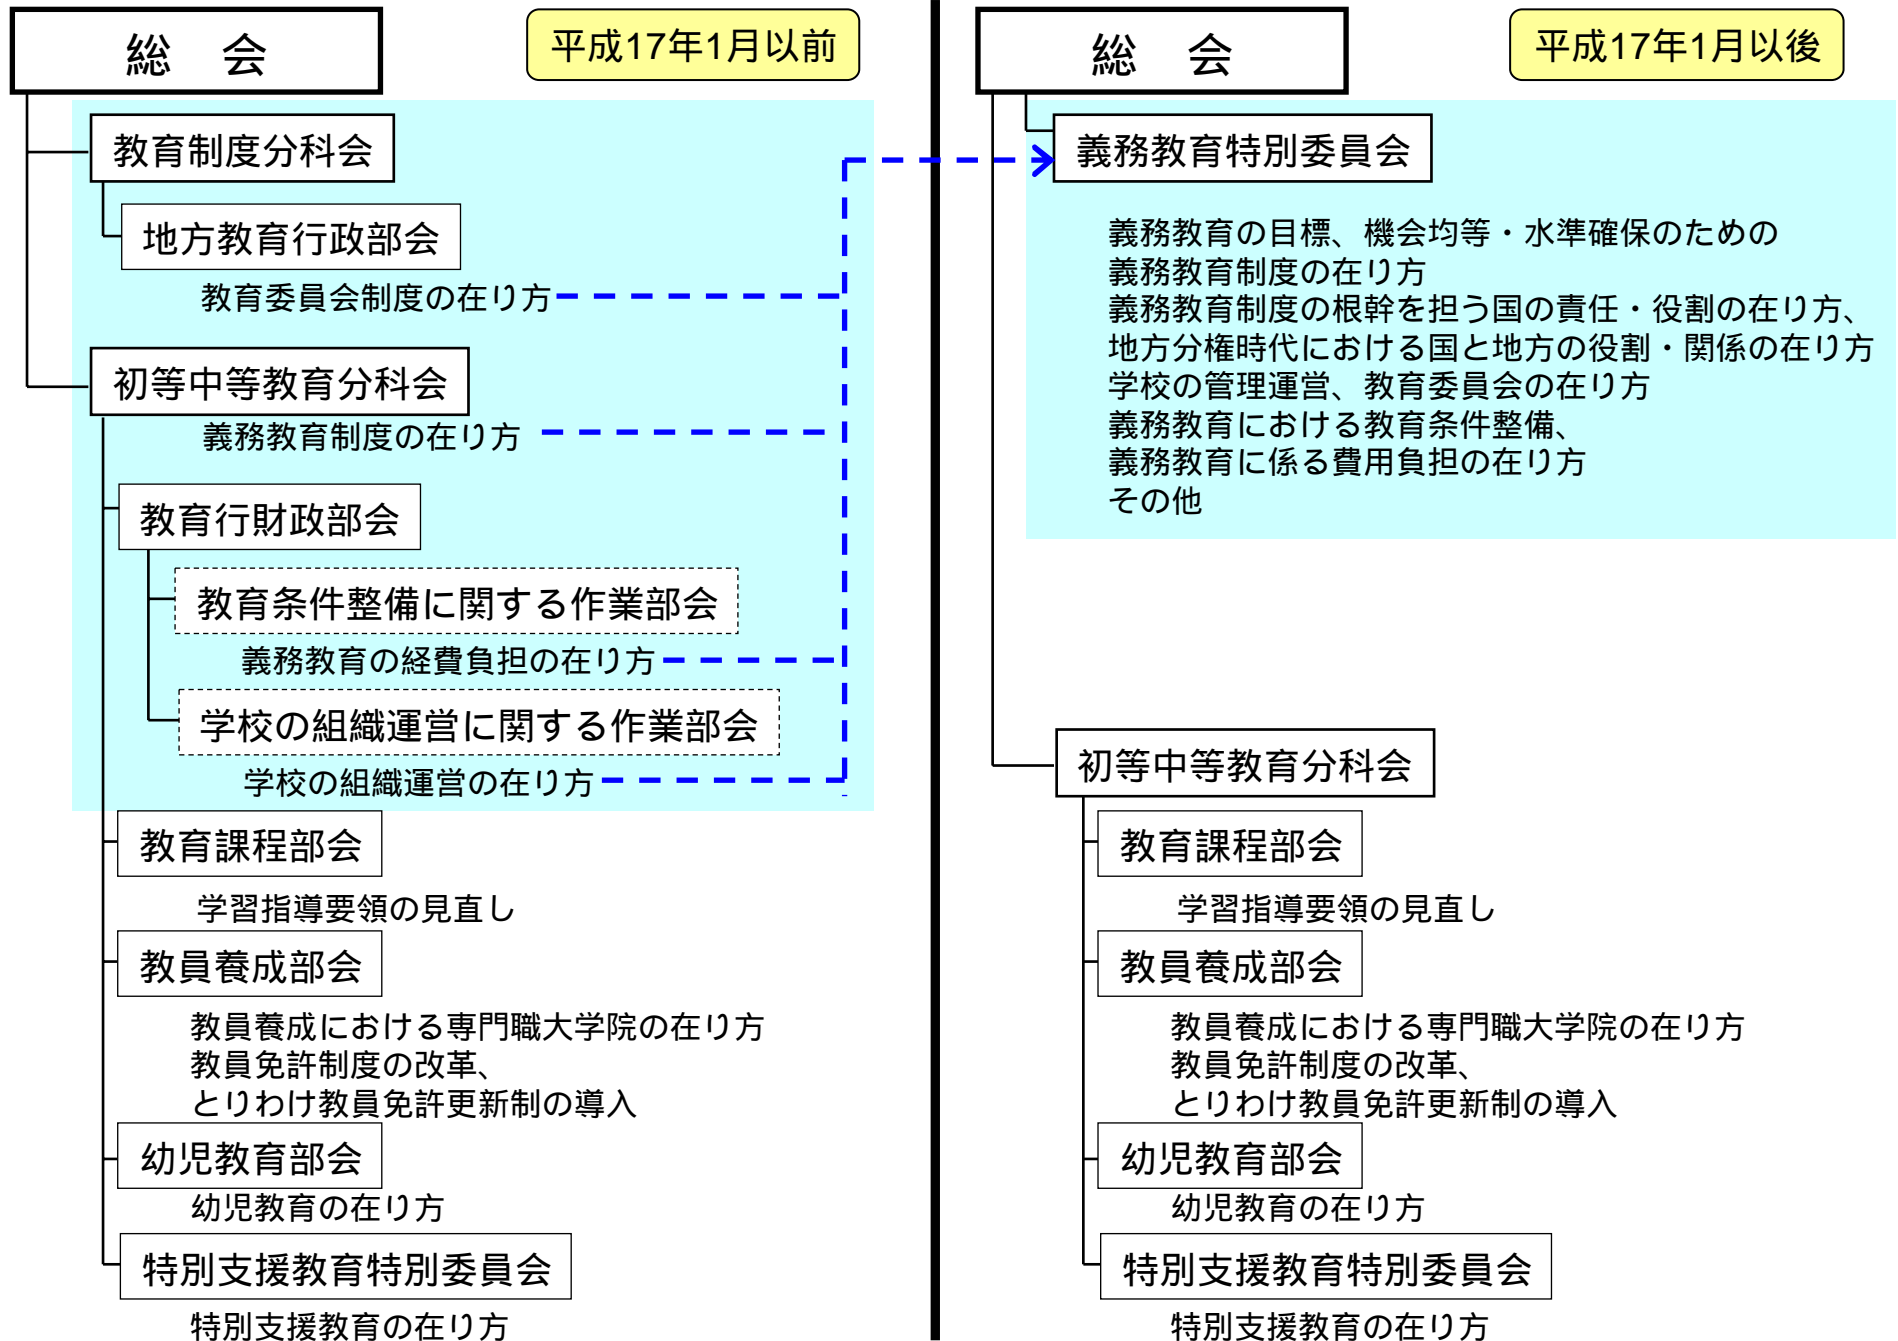 総　会
平成17年1月以前
教育制度分科会
地方教育行政部会
教育委員会制度の在り方
初等中等教育分科会
義務教育制度の在り方
教育行財政部会
教育条件整備に関する作業部会
義務教育の経費負担の在り方
学校の組織運営に関する作業部会
学校の組織運営の在り方
教育課程部会
学習指導要領の見直し
教員養成部会
教員養成における専門職大学院の在り方
教員免許制度の改革、
とりわけ教員免許更新制の導入
幼児教育部会
幼児教育の在り方
特別支援教育特別委員会
特別支援教育の在り方
総　会
平成17年1月以後
義務教育特別委員会
義務教育の目標、機会均等・水準確保のための
義務教育制度の在り方
義務教育制度の根幹を担う国の責任・役割の在り方、
地方分権時代における国と地方の役割・関係の在り方
学校の管理運営、教育委員会の在り方
義務教育における教育条件整備、
義務教育に係る費用負担の在り方
その他
初等中等教育分科会
教育課程部会
学習指導要領の見直し
教員養成部会
教員養成における専門職大学院の在り方
教員免許制度の改革、
とりわけ教員免許更新制の導入
幼児教育部会
幼児教育の在り方
特別支援教育特別委員会
特別支援教育の在り方